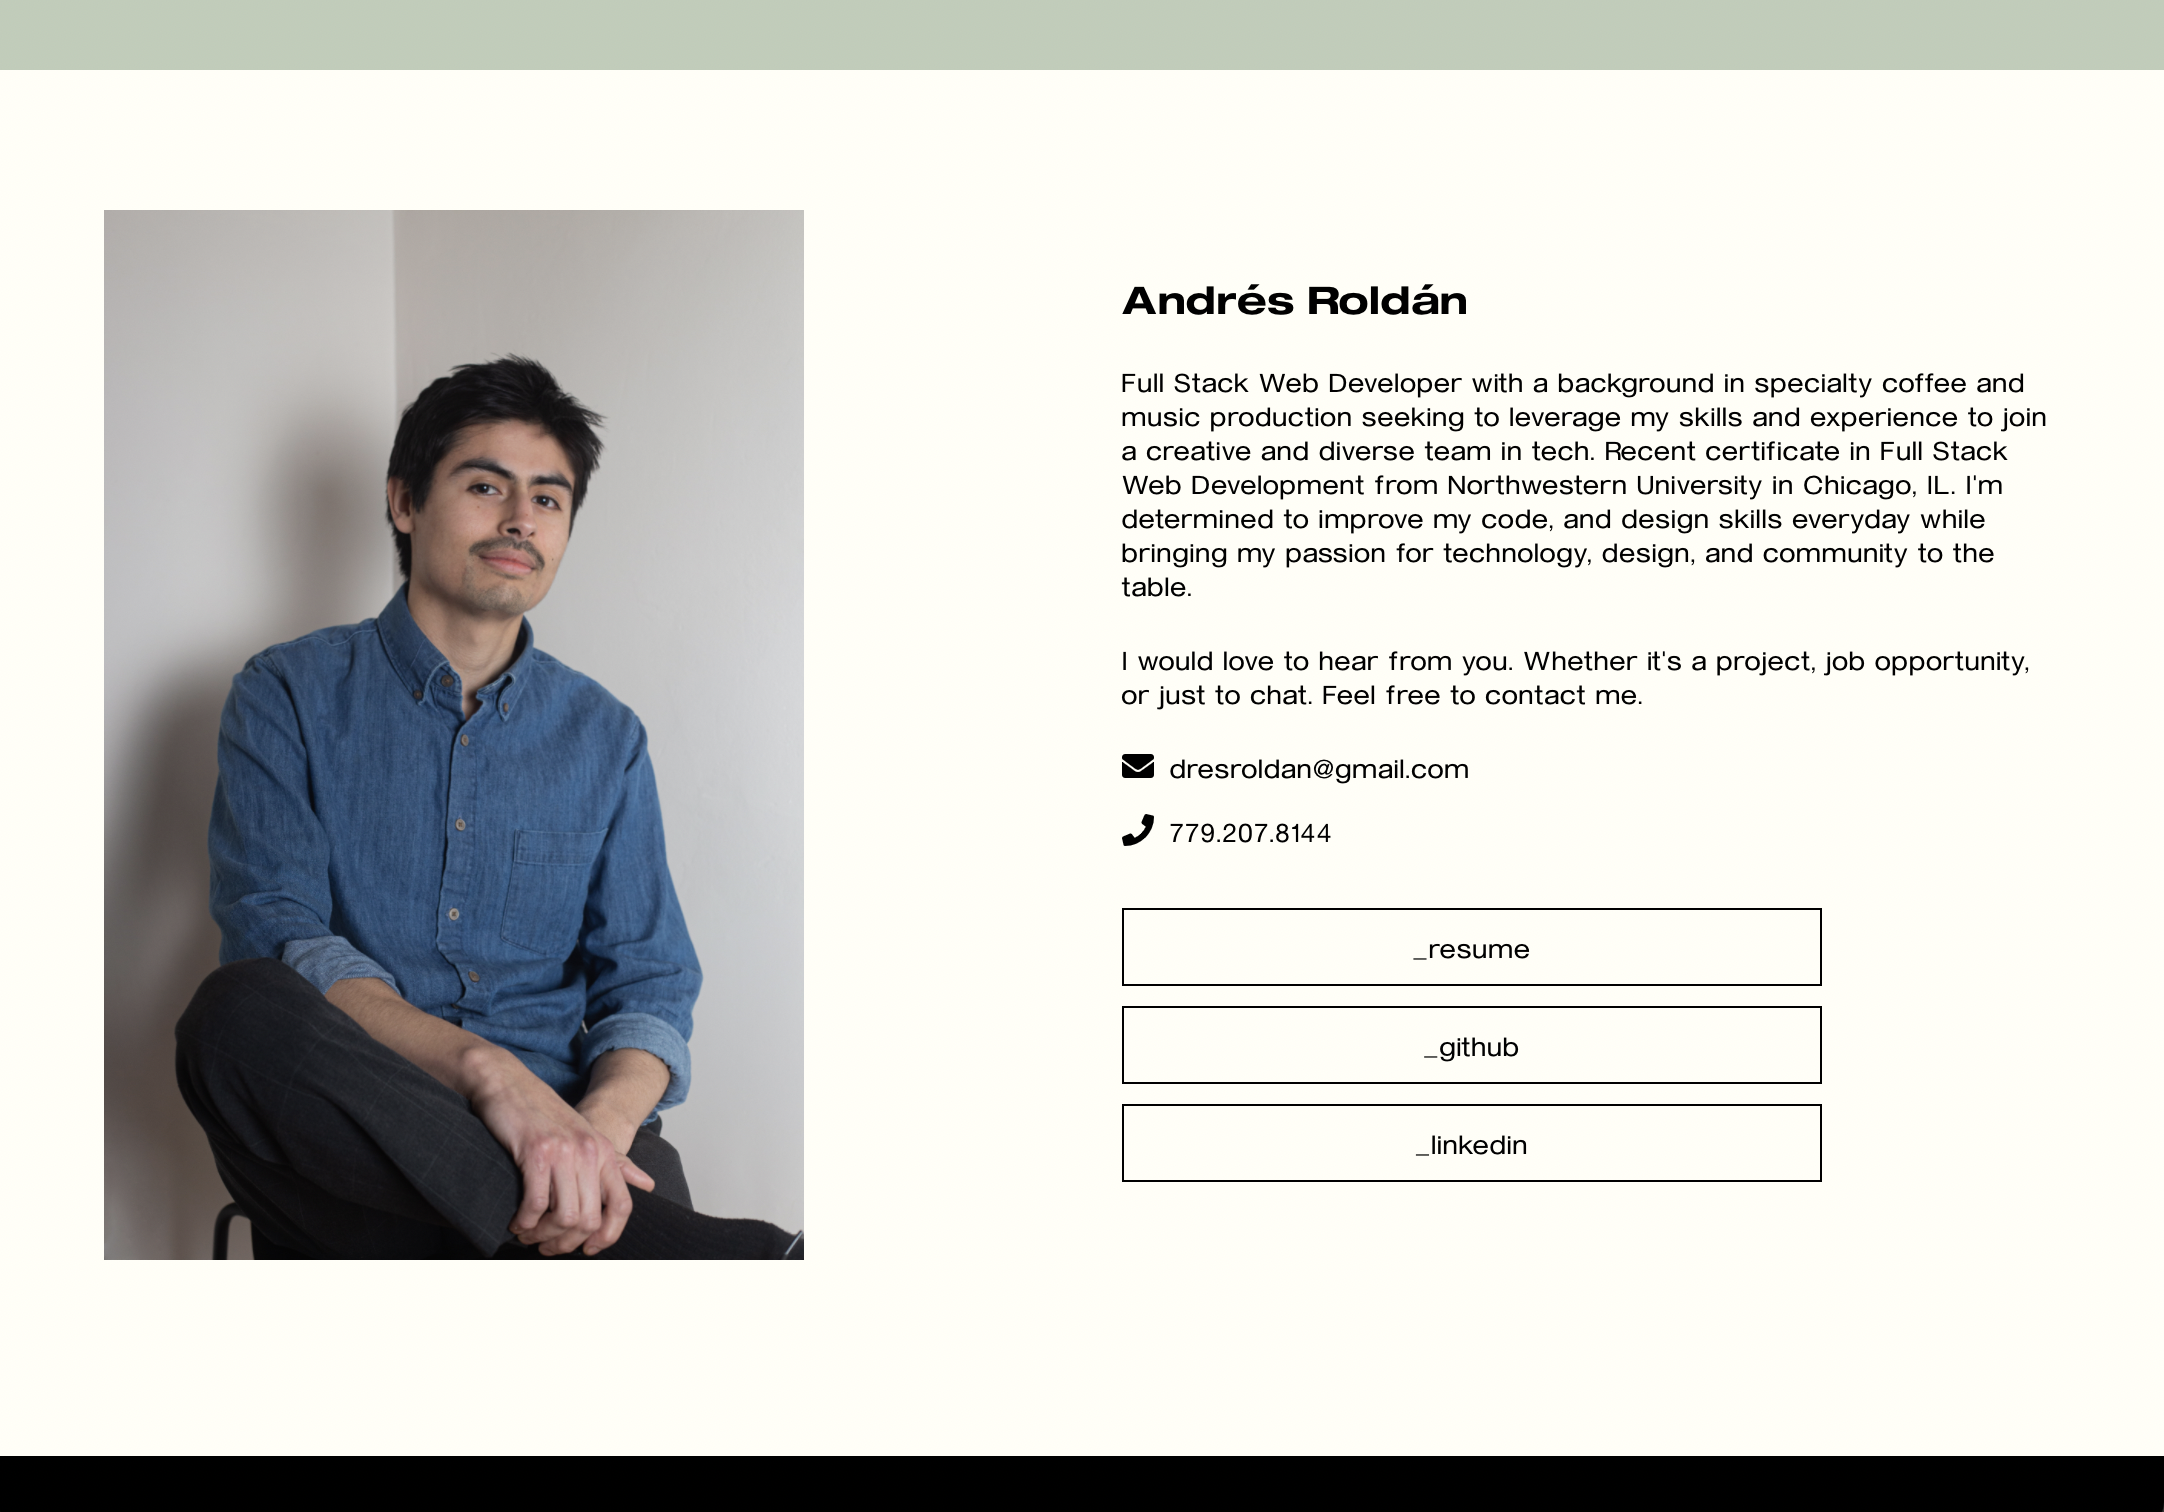 Andrés Roldán
Full Stack Web Developer with a background in specialty coffee and
music production seeking to leverage my skills and experience to join
a creative and diverse team in tech. Recent certificate in Full Stack
Web Development from Northwestern University in Chicago, IL. I'm
determined to improve my code, and design skills everyday while
bringing my passion for technology, design, and community to the
table.
I would love to hear from you. Whether it's a project, job opportunity,
or just to chat. Feel free to contact me.
dresroldan@gmail.com
779.207.8144
_resume
_github
_linkedin